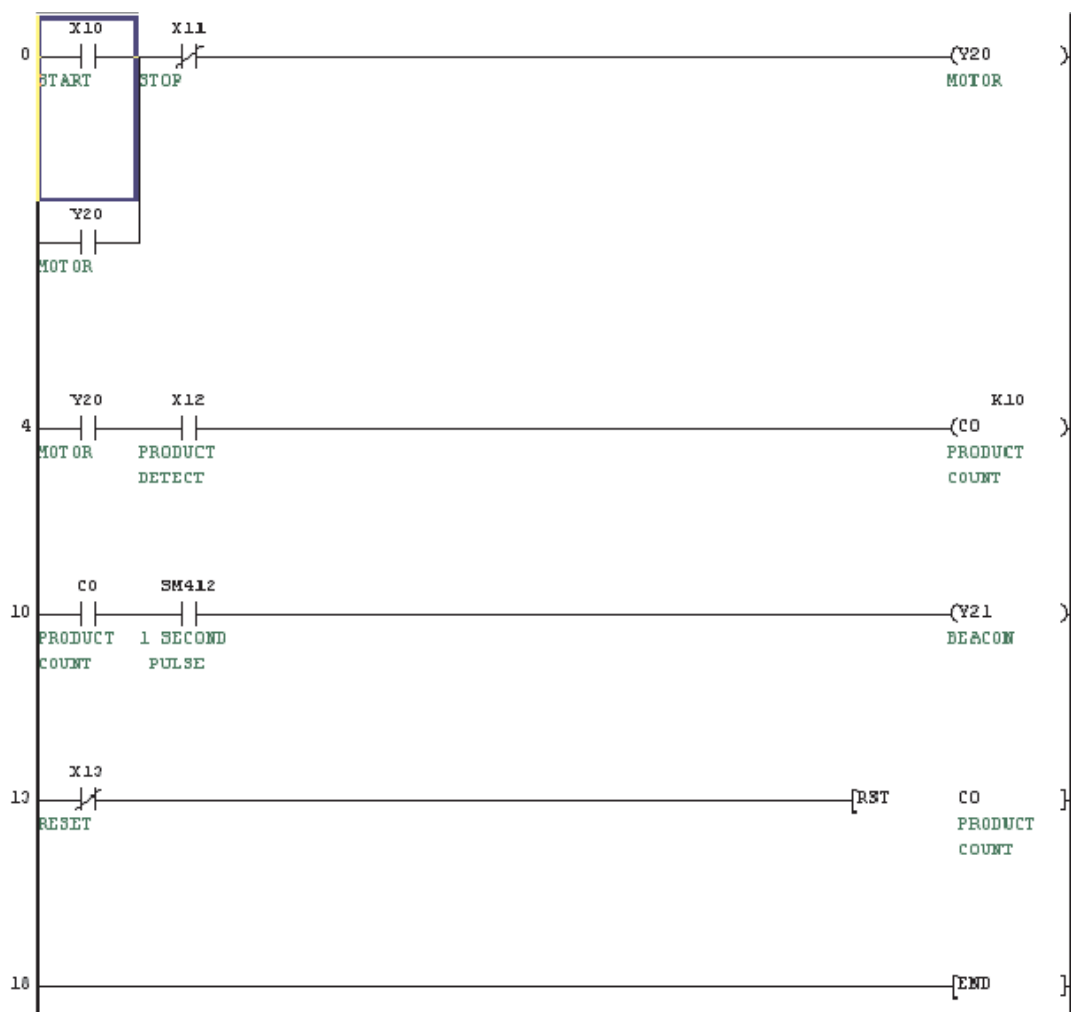 X10 X11
0 (Y20 )
START STOP MOTOR
Y20
MOTOR
Y20 X12 K10
4 (C0 )
MOTOR PRODUCT PRODUCT
DETECT COUNT
C0 SM412
10 (Y21 )
PRODUCT 1 SECOND BEACON
COUNT PULSE
X13
13 [RST C0 ]
RESET PRODUCT
COUNT
18 [END ]